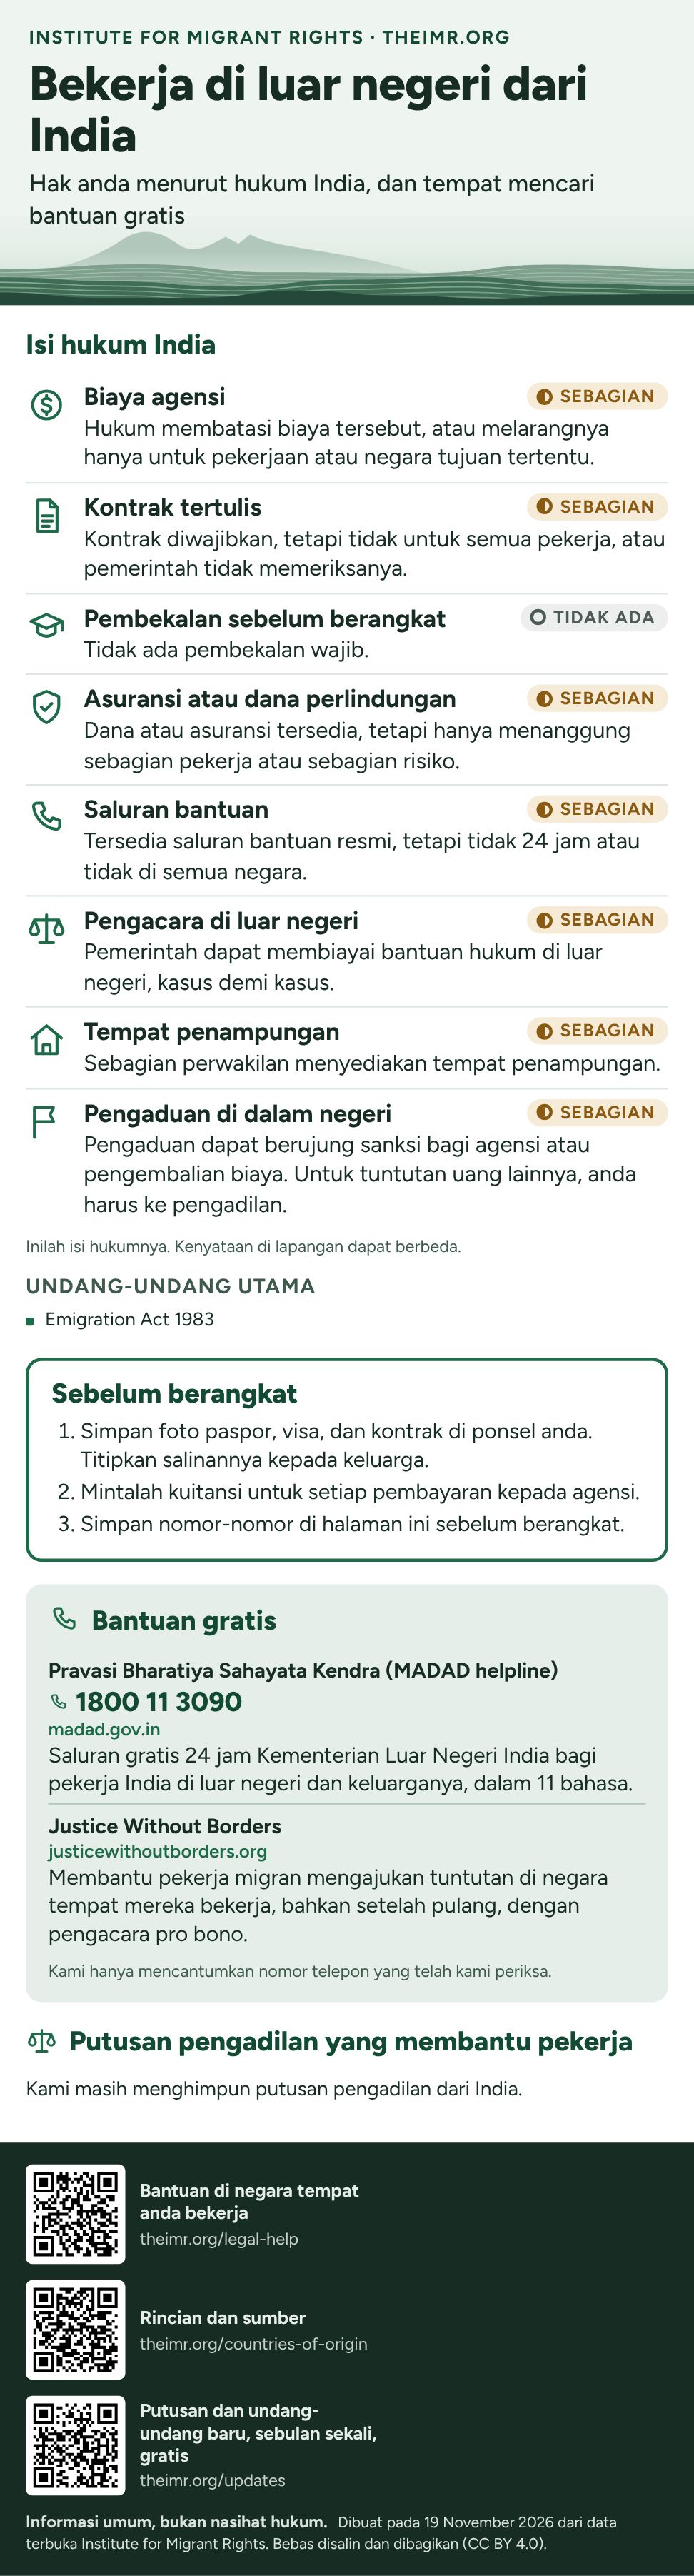 INSTITUTE FOR MIGRANT RIGHTS · THEIMR.ORG
Bekerja di luar negeri dari
India
Hak anda menurut hukum India, dan tempat mencari
bantuan gratis
Isi hukum India
Biaya agensi
SEBAGIAN
Hukum membatasi biaya tersebut, atau melarangnya
hanya untuk pekerjaan atau negara tujuan tertentu.
Kontrak tertulis
SEBAGIAN
Kontrak diwajibkan, tetapi tidak untuk semua pekerja, atau
pemerintah tidak memeriksanya.
Pembekalan sebelum berangkat
TIDAK ADA
Tidak ada pembekalan wajib.
Asuransi atau dana perlindungan
SEBAGIAN
Dana atau asuransi tersedia, tetapi hanya menanggung
sebagian pekerja atau sebagian risiko.
Saluran bantuan
SEBAGIAN
Tersedia saluran bantuan resmi, tetapi tidak 24 jam atau
tidak di semua negara.
Pengacara di luar negeri
SEBAGIAN
Pemerintah dapat membiayai bantuan hukum di luar
negeri, kasus demi kasus.
Tempat penampungan
SEBAGIAN
Sebagian perwakilan menyediakan tempat penampungan.
Pengaduan di dalam negeri
SEBAGIAN
Pengaduan dapat berujung sanksi bagi agensi atau
pengembalian biaya. Untuk tuntutan uang lainnya, anda
harus ke pengadilan.
Inilah isi hukumnya. Kenyataan di lapangan dapat berbeda.
UNDANG-UNDANG UTAMA
Emigration Act 1983
Sebelum berangkat
1. Simpan foto paspor, visa, dan kontrak di ponsel anda.
Titipkan salinannya kepada keluarga.
2. Mintalah kuitansi untuk setiap pembayaran kepada agensi.
3. Simpan nomor-nomor di halaman ini sebelum berangkat.
Bantuan gratis
Pravasi Bharatiya Sahayata Kendra (MADAD helpline)
1800 11 3090
madad.gov.in
Saluran gratis 24 jam Kementerian Luar Negeri India bagi
pekerja India di luar negeri dan keluarganya, dalam 11 bahasa.
Justice Without Borders
justicewithoutborders.org
Membantu pekerja migran mengajukan tuntutan di negara
tempat mereka bekerja, bahkan setelah pulang, dengan
pengacara pro bono.
Kami hanya mencantumkan nomor telepon yang telah kami periksa.
Putusan pengadilan yang membantu pekerja
Kami masih menghimpun putusan pengadilan dari India.
Bantuan di negara tempat
anda bekerja
theimr.org/legal-help
Rincian dan sumber
theimr.org/countries-of-origin
Putusan dan undang-
undang baru, sebulan sekali,
gratis
theimr.org/updates
Informasi umum, bukan nasihat hukum. Dibuat pada 19 November 2026 dari data
terbuka Institute for Migrant Rights. Bebas disalin dan dibagikan (CC BY 4.0).